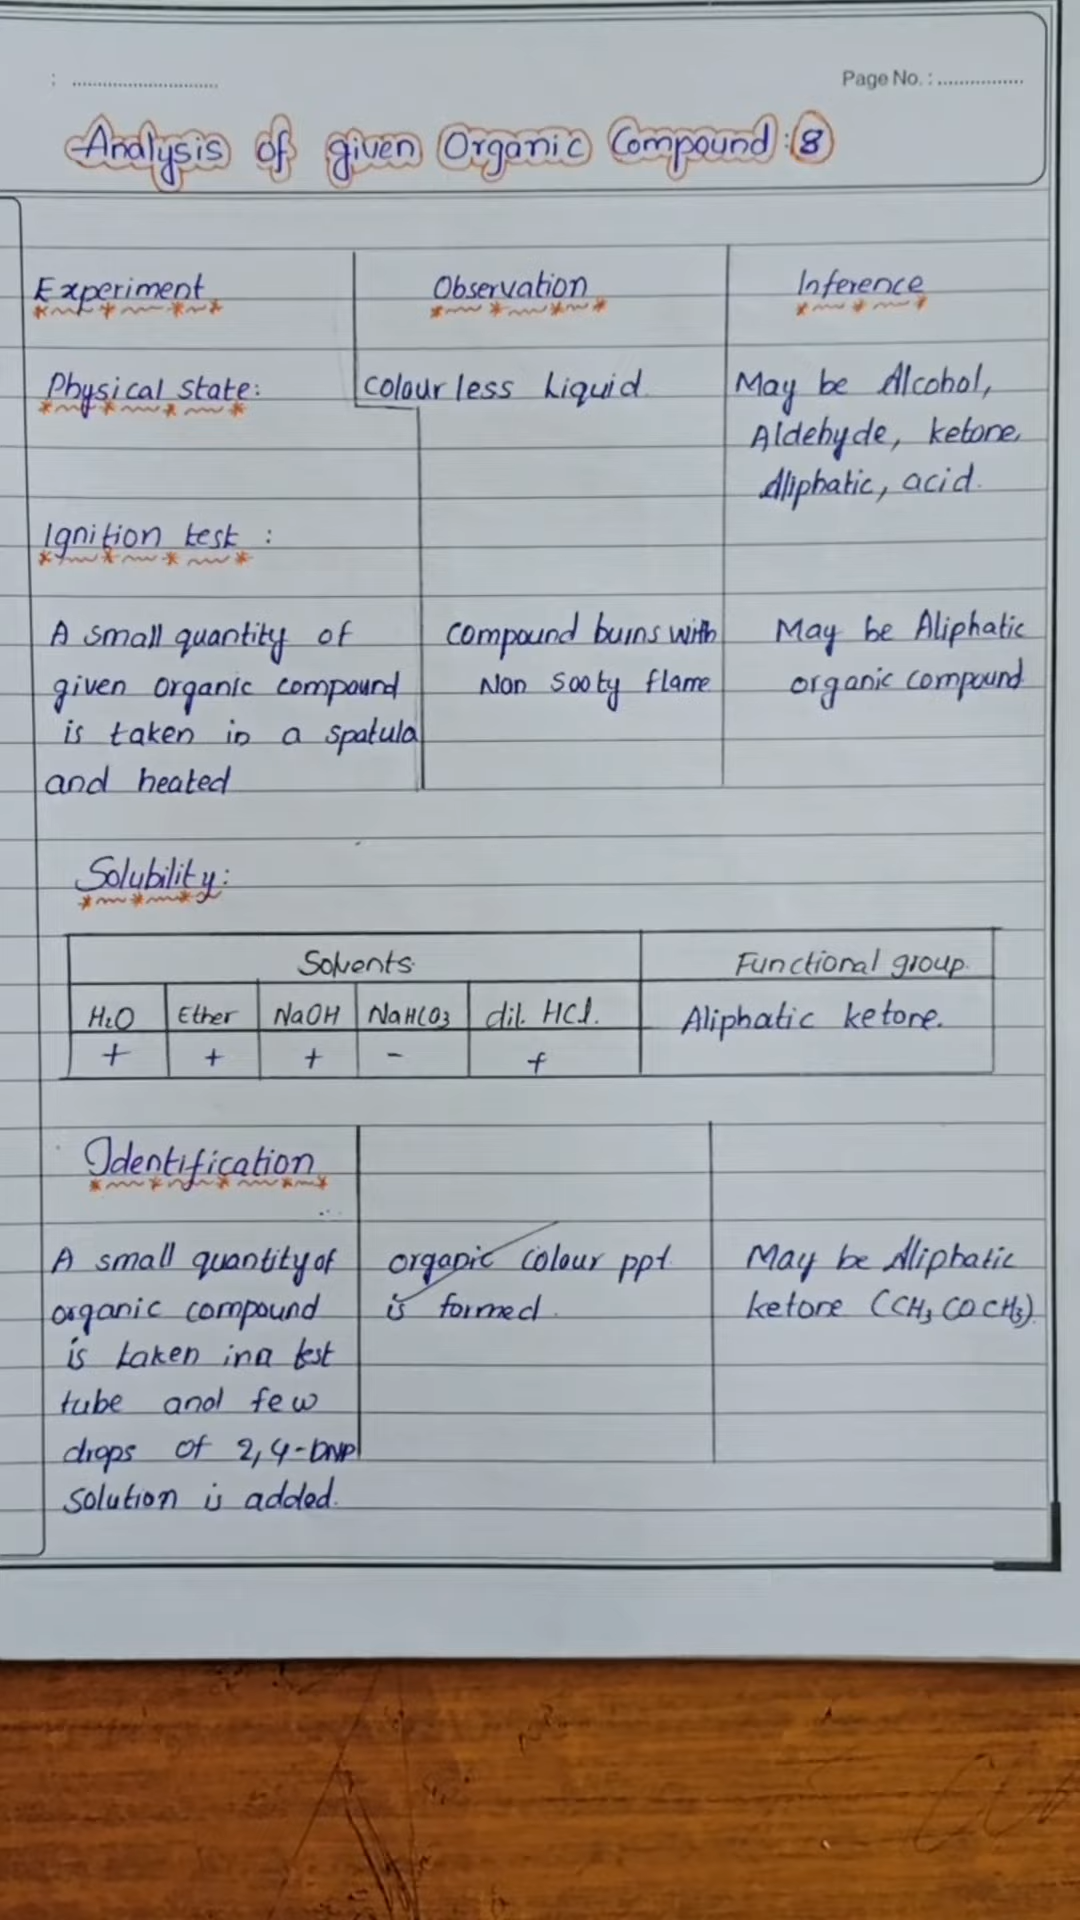 : ............................
Page No. : ................
Analysis of given Organic Compound : 8
Experiment Observation Inference
Physical state: colour less Liquid May be Alcohol,
Aldehyde, ketone,
Aliphatic, acid.
Ignition test :
A small quantity of compound burns with May be Aliphatic
given organic compound Non sooty flame organic compound
is taken in a spatula
and heated
Solubility:
Solvents Functional group.
H₂O Ether NaOH NaHCO₃ dil. HCl. Aliphatic ketone.
+ + + - +
Identification
A small quantity of organic colour ppt. May be Aliphatic
organic compound is formed. ketone (CH₃COCH₃).
is taken in a test
tube and few
drops of 2,4-DNP
solution is added.